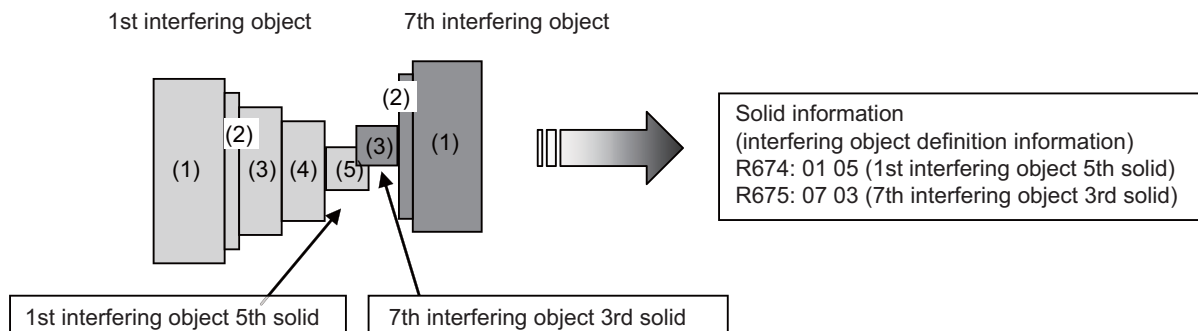 1st interfering object
7th interfering object
(1)
(2)
(3)
(4)
(5)
(3)
(2)
(1)
Solid information
(interfering object definition information)
R674: 01 05 (1st interfering object 5th solid)
R675: 07 03 (7th interfering object 3rd solid)
1st interfering object 5th solid
7th interfering object 3rd solid